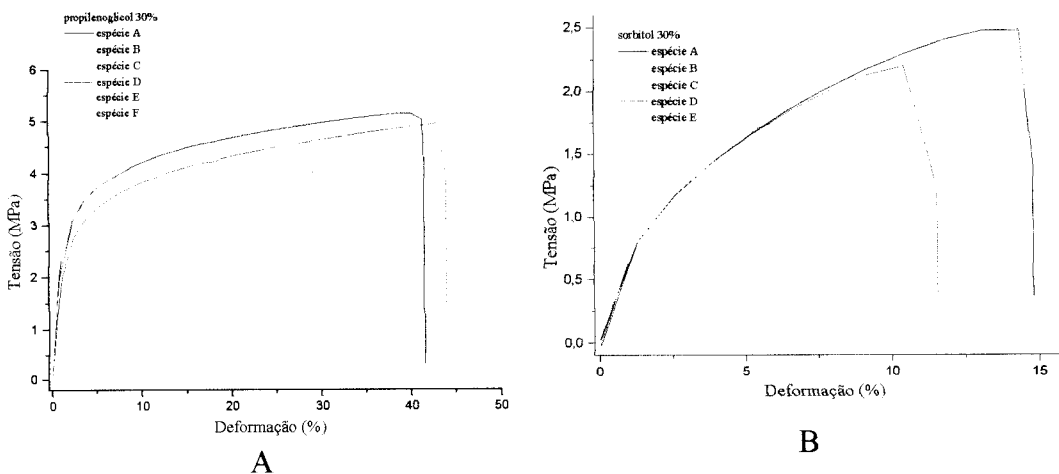 propilenoglicol 30%
espécie A
espécie B
espécie C
espécie D
espécie E
espécie F
6
5
4
3
2
1
0
Tensão (MPa)
0
10
20
30
40
50
Deformação (%)
A
sorbitol 30%
espécie A
espécie B
espécie C
espécie D
espécie E
2,5
2,0
1,5
1,0
0,5
0,0
Tensão (MPa)
0
5
10
15
Deformação (%)
B